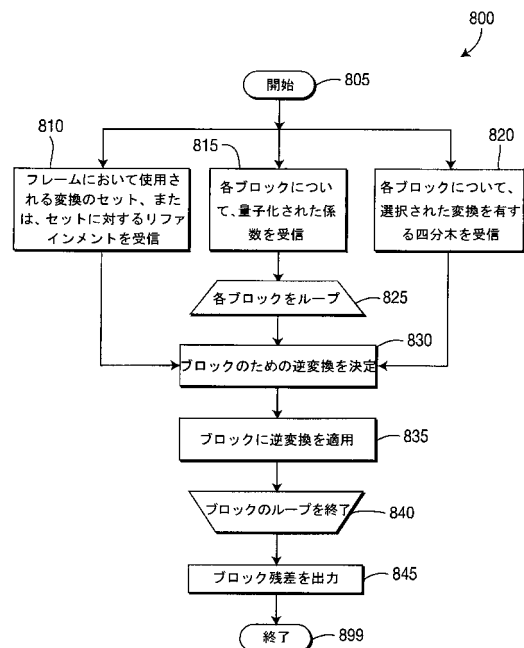 800
開始
805
810
フレームにおいて使用さ
れる変換のセット、また
は、セットに対するリファ
インメントを受信
815
各ブロックについ
て、量子化された係
数を受信
820
各ブロックについて、
選択された変換を有す
る四分木を受信
各ブロックをループ
825
830
ブロックのための逆変換を決定
ブロックに逆変換を適用
835
ブロックのループを終了
840
ブロック残差を出力
845
終了
899